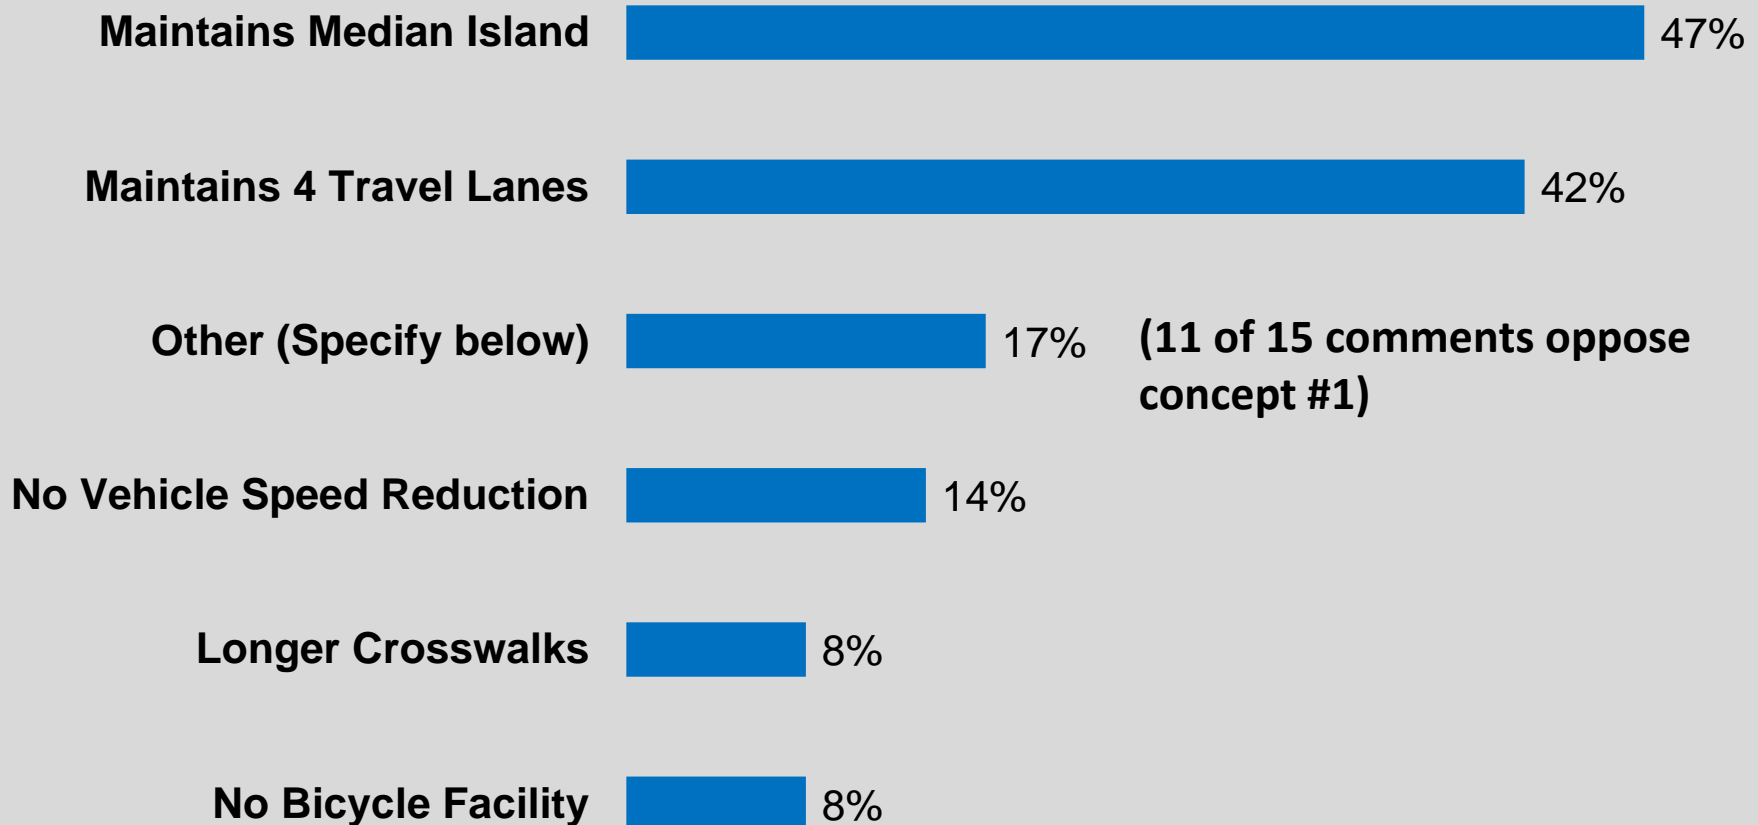 Maintains Median Island 47%
Maintains 4 Travel Lanes 42%
Other (Specify below) 17% (11 of 15 comments oppose
concept #1)
No Vehicle Speed Reduction 14%
Longer Crosswalks 8%
No Bicycle Facility 8%